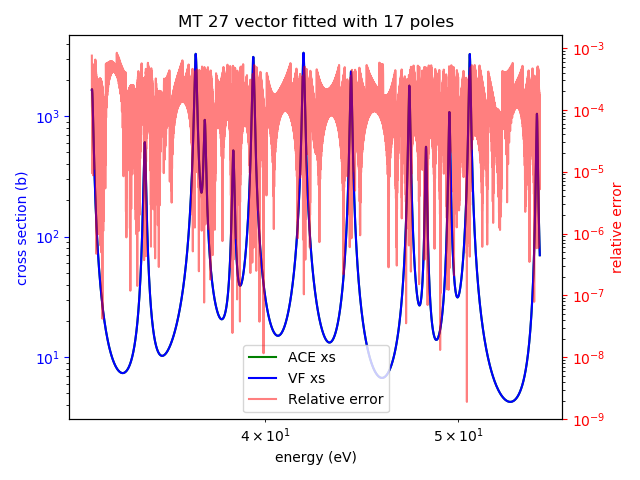 MT 27 vector fitted with 17 poles
cross section (b)
10³
10²
10¹
10⁻³
10⁻⁴
10⁻⁵
10⁻⁶
10⁻⁷
10⁻⁸
10⁻⁹
relative error
ACE xs
VF xs
Relative error
4 × 10¹
5 × 10¹
energy (eV)